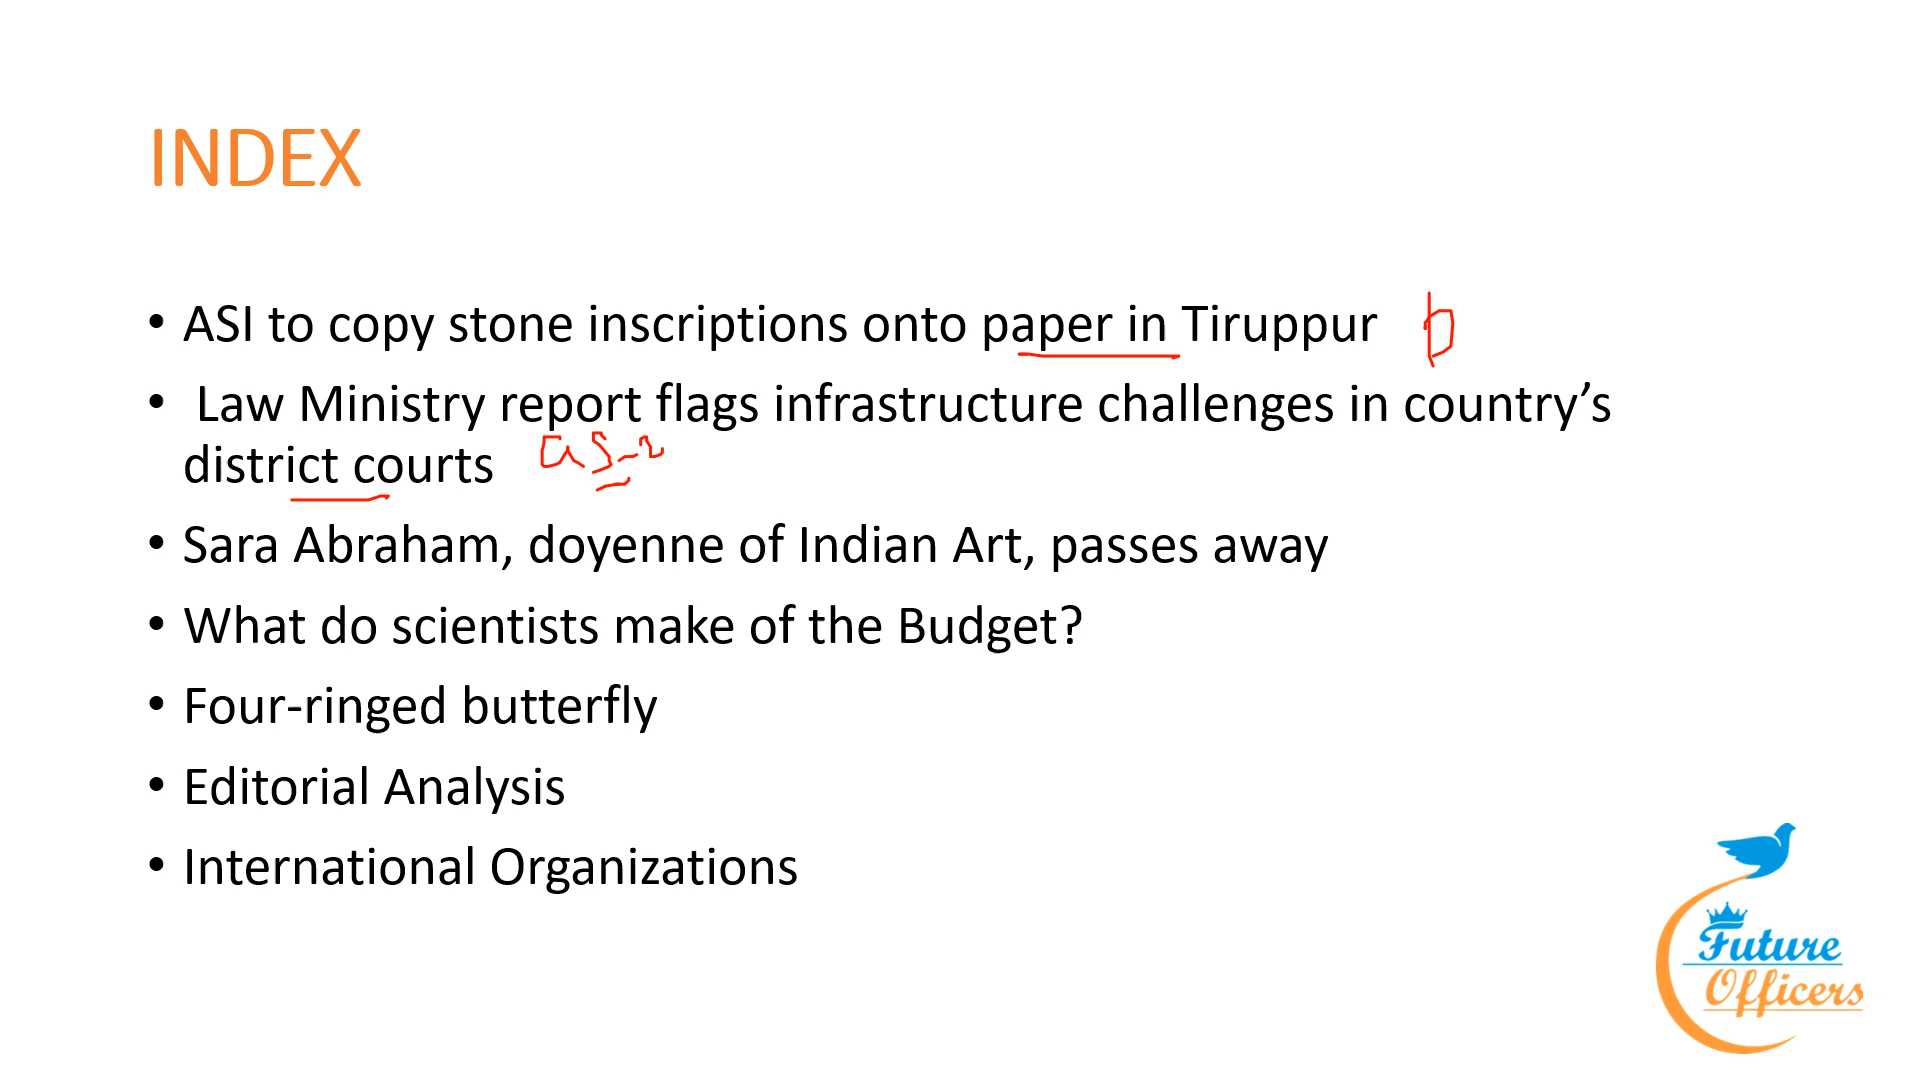 INDEX
• ASI to copy stone inscriptions onto paper in Tiruppur
• Law Ministry report flags infrastructure challenges in country’s
district courts
• Sara Abraham, doyenne of Indian Art, passes away
• What do scientists make of the Budget?
• Four-ringed butterfly
• Editorial Analysis
• International Organizations
Future
Officers